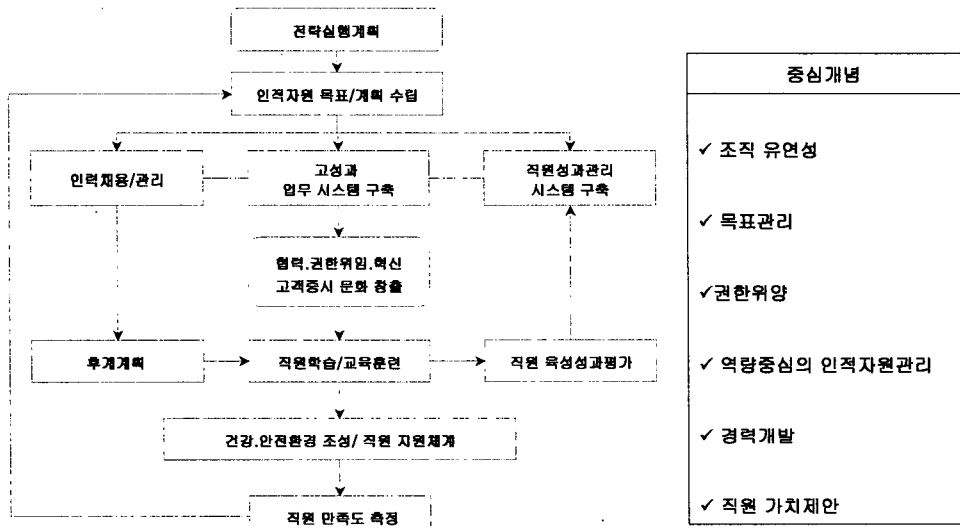 전략실행계획
인적자원 목표/계획 수립
인력채용/관리
고성과
업무 시스템 구축
직원성과관리
시스템 구축
협력.권한위임.혁신
고객중시 문화 창출
후계계획
직원학습/교육훈련
직원 육성성과평가
건강.안전환경 조성/ 직원 지원체계
직원 만족도 측정
중심개념
✓ 조직 유연성
✓ 목표관리
✓권한위양
✓ 역량중심의 인적자원관리
✓ 경력개발
✓ 직원 가치제안